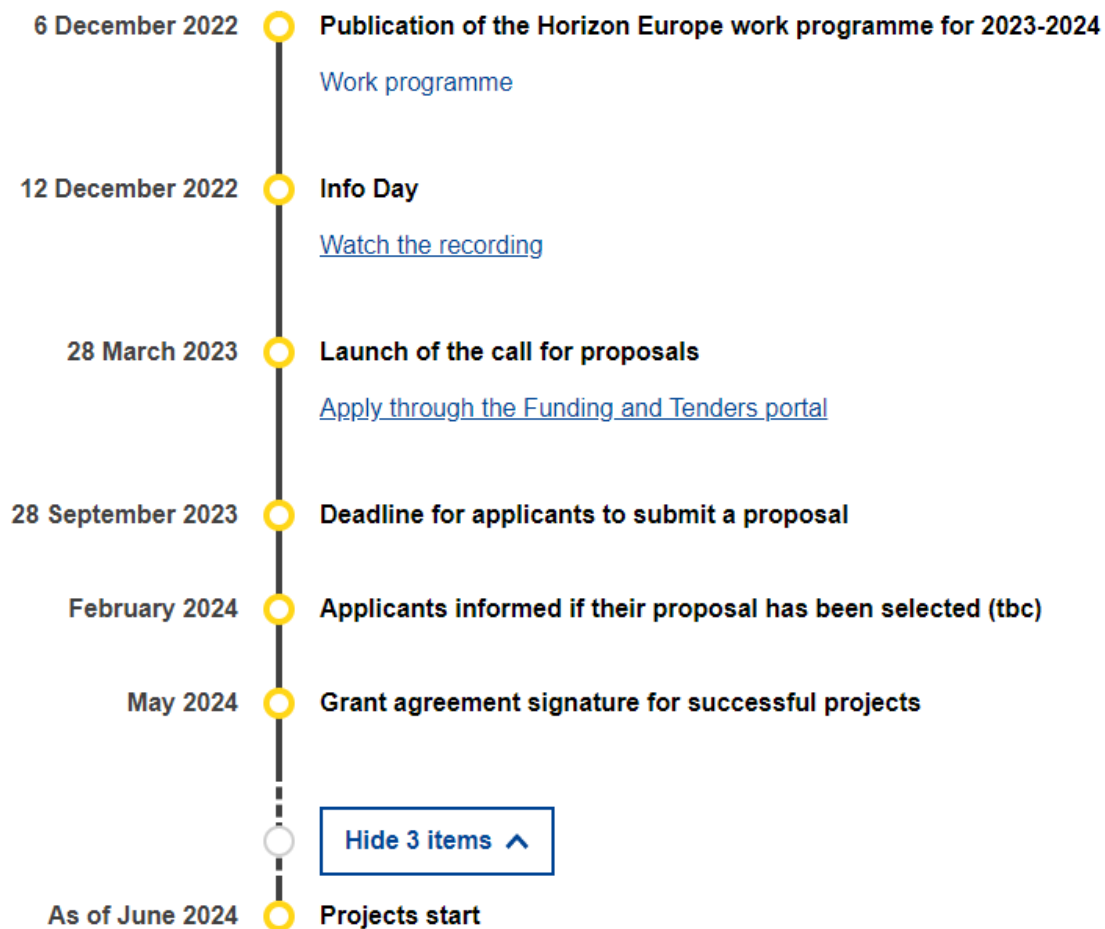 6 December 2022 Publication of the Horizon Europe work programme for 2023-2024
Work programme
12 December 2022 Info Day
Watch the recording
28 March 2023 Launch of the call for proposals
Apply through the Funding and Tenders portal
28 September 2023 Deadline for applicants to submit a proposal
February 2024 Applicants informed if their proposal has been selected (tbc)
May 2024 Grant agreement signature for successful projects
Hide 3 items
As of June 2024 Projects start